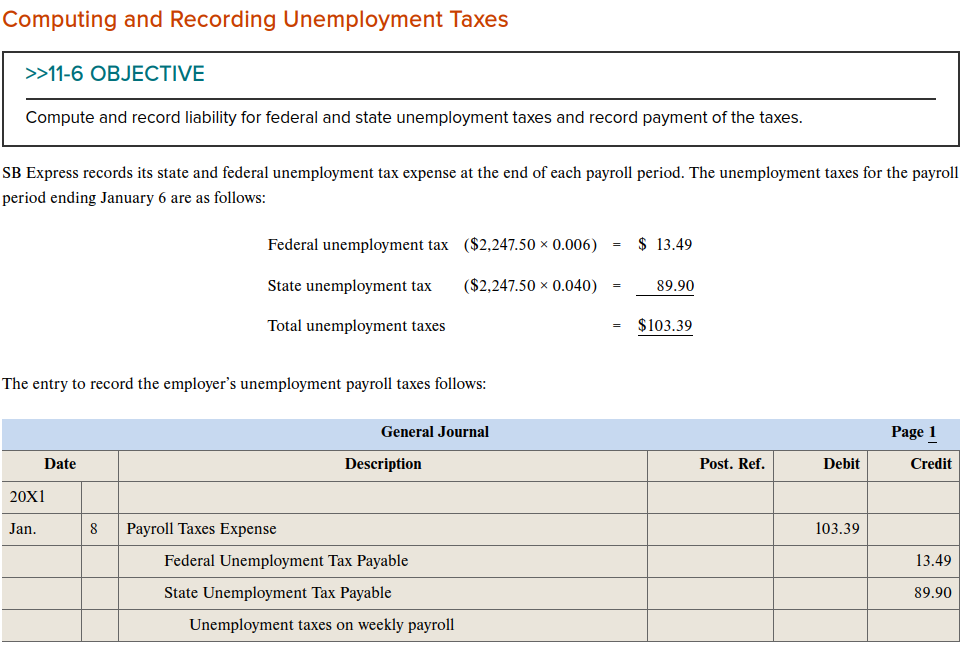 Computing and Recording Unemployment Taxes
>>11-6 OBJECTIVE
Compute and record liability for federal and state unemployment taxes and record payment of the taxes.
SB Express records its state and federal unemployment tax expense at the end of each payroll period. The unemployment taxes for the payroll
period ending January 6 are as follows:
Federal unemployment tax ($2,247.50 × 0.006) = $ 13.49
State unemployment tax ($2,247.50 × 0.040) = 89.90
Total unemployment taxes = $103.39
The entry to record the employer’s unemployment payroll taxes follows:
General Journal Page 1
Date Description Post. Ref. Debit Credit
20X1
Jan. 8 Payroll Taxes Expense 103.39
Federal Unemployment Tax Payable 13.49
State Unemployment Tax Payable 89.90
Unemployment taxes on weekly payroll